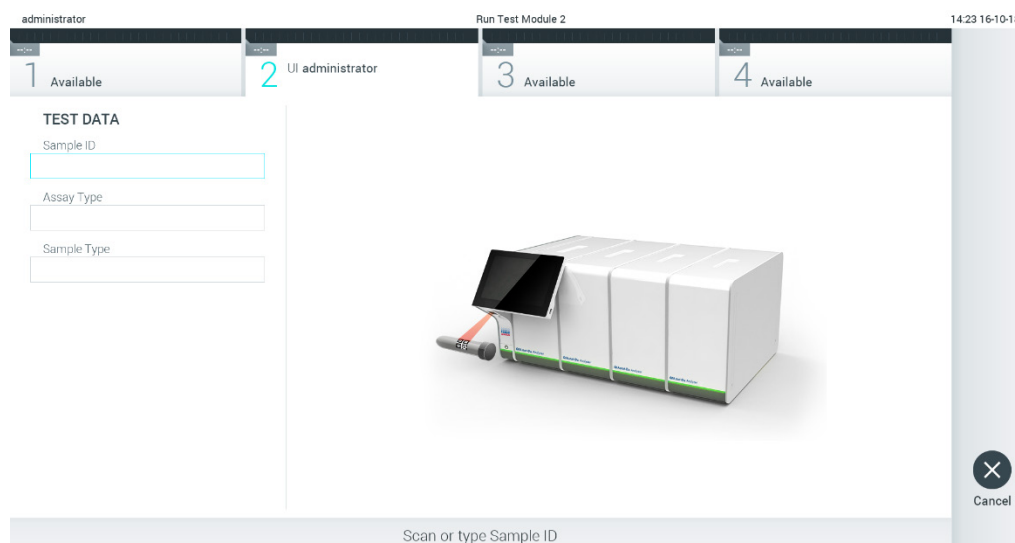 administrator
Run Test Module 2
14:23 16-10-1
--:--
--:--
--:--
--:--
1 Available
2 UI administrator
3 Available
4 Available
TEST DATA
Sample ID
Assay Type
Sample Type
Cancel
Scan or type Sample ID